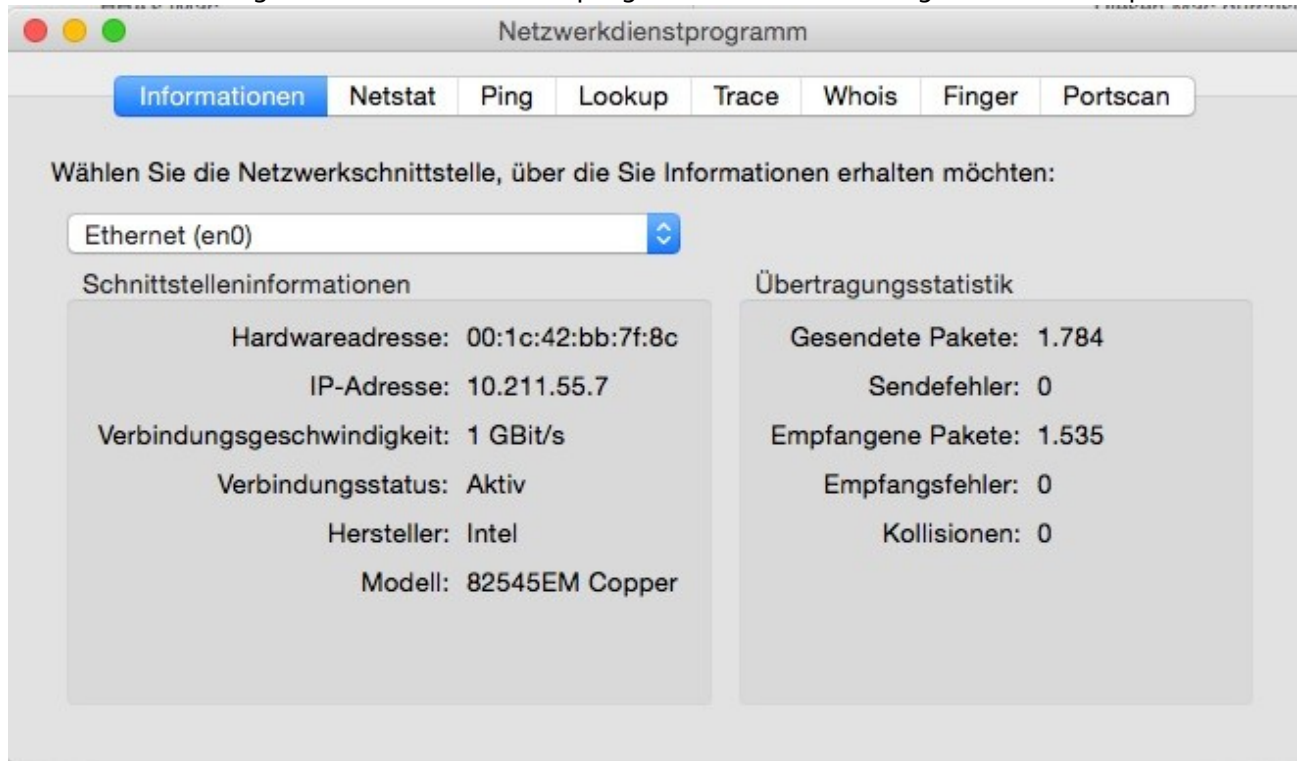 Netzwerkdienstprogramm
Informationen Netstat Ping Lookup Trace Whois Finger Portscan
Wählen Sie die Netzwerkschnittstelle, über die Sie Informationen erhalten möchten:
Ethernet (en0)
Schnittstelleninformationen
Hardwareadresse: 00:1c:42:bb:7f:8c
IP-Adresse: 10.211.55.7
Verbindungsgeschwindigkeit: 1 GBit/s
Verbindungsstatus: Aktiv
Hersteller: Intel
Modell: 82545EM Copper
Übertragungsstatistik
Gesendete Pakete: 1.784
Sendefehler: 0
Empfangene Pakete: 1.535
Empfangsfehler: 0
Kollisionen: 0